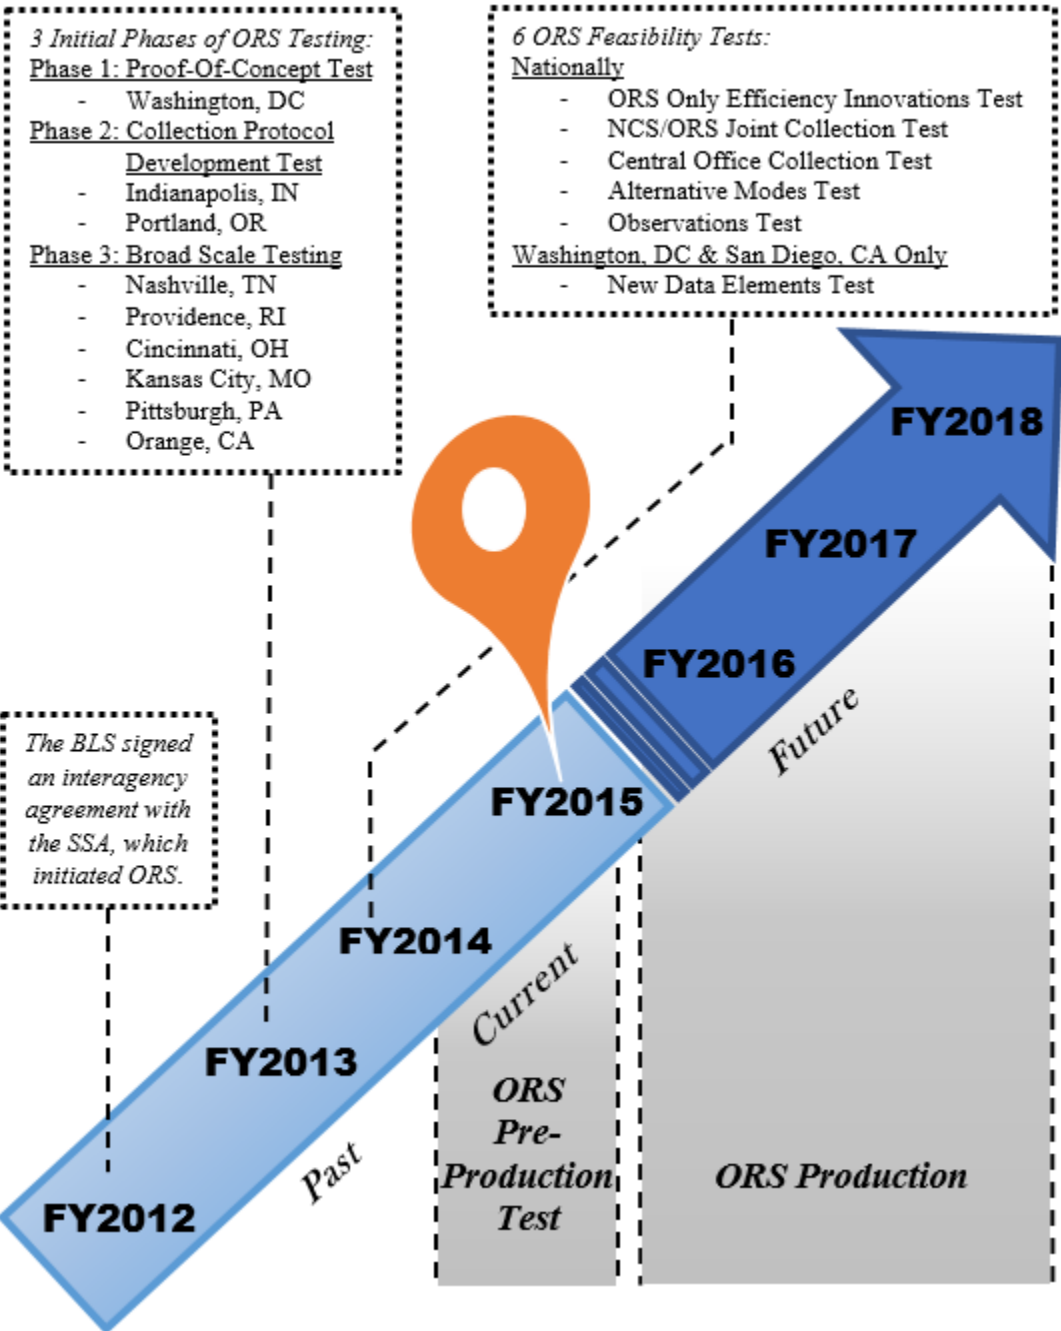 3 Initial Phases of ORS Testing:
Phase 1: Proof-Of-Concept Test
- Washington, DC
Phase 2: Collection Protocol
Development Test
- Indianapolis, IN
- Portland, OR
Phase 3: Broad Scale Testing
- Nashville, TN
- Providence, RI
- Cincinnati, OH
- Kansas City, MO
- Pittsburgh, PA
- Orange, CA
6 ORS Feasibility Tests:
Nationally
- ORS Only Efficiency Innovations Test
- NCS/ORS Joint Collection Test
- Central Office Collection Test
- Alternative Modes Test
- Observations Test
Washington, DC & San Diego, CA Only
- New Data Elements Test
The BLS signed
an interagency
agreement with
the SSA, which
initiated ORS.
FY2012
FY2013
FY2014
FY2015
FY2016
FY2017
FY2018
Past
Current
Future
ORS
Pre-
Production
Test
ORS Production